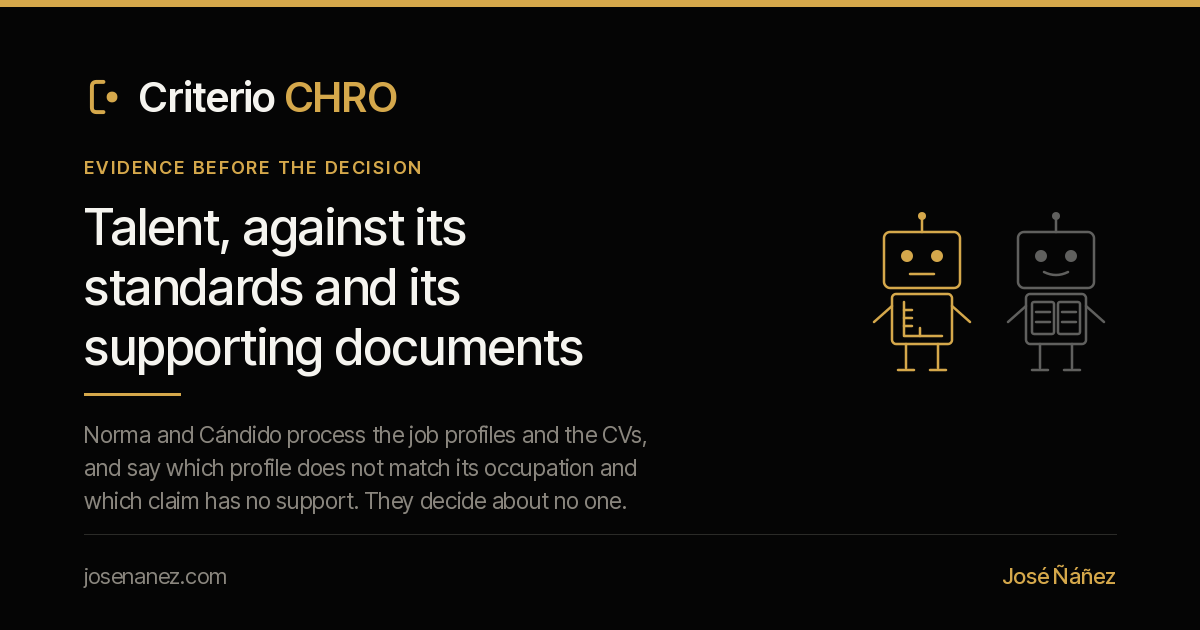 Criterio CHRO
EVIDENCE BEFORE THE DECISION
Talent, against its
standards and its
supporting documents
Norma and Cándido process the job profiles and the CVs,
and say which profile does not match its occupation and
which claim has no support. They decide about no one.
josenanez.com
José Ñáñez